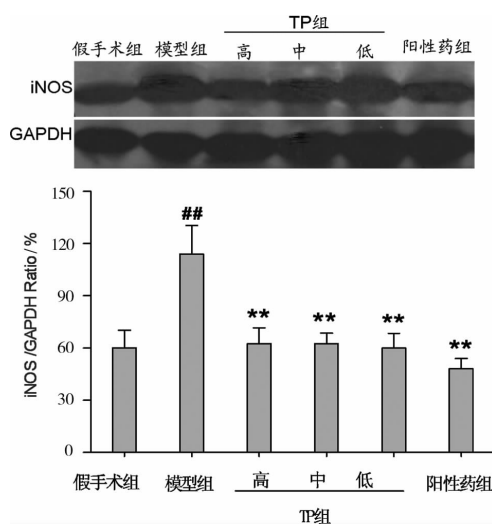 TP组
假手术组 模型组 高 中 低 阳性药组
iNOS
GAPDH
150
120
90
60
30
0
iNOS /GAPDH Ratio/ %
##
**
**
**
**
假手术组 模型组 高 中 低 阳性药组
TP组